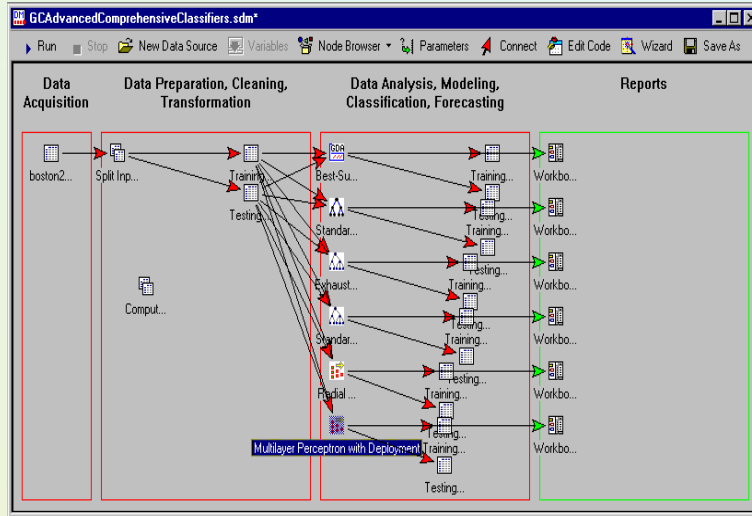 GCAdvancedComprehensiveClassifiers.sdm*
Run Stop New Data Source Variables Node Browser Parameters Connect Edit Code Wizard Save As
Data Acquisition
Data Preparation, Cleaning, Transformation
Data Analysis, Modeling, Classification, Forecasting
Reports
boston2...
Split Inp...
Training...
Testing...
Comput...
GDA
Best-Su...
Training...
Testing...
Workbo...
Standar...
Training...
Testing...
Workbo...
Exhaust...
Training...
Testing...
Workbo...
Standar...
Training...
Testing...
Workbo...
Radial ...
Training...
Testing...
Workbo...
Multilayer Perceptron with Deployment
Training...
Testing...
Workbo...